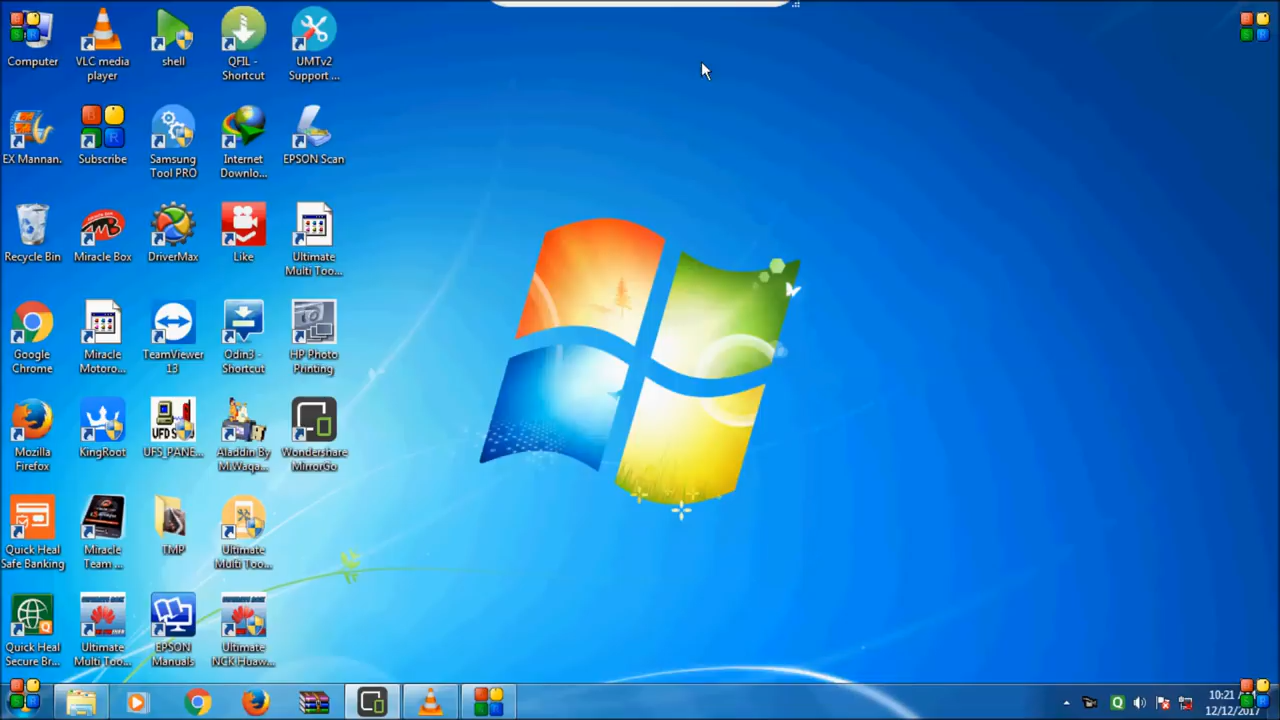 Computer
VLC media
player
shell
QFIL -
Shortcut
UMTv2
Support ...
EX Mannan.
Subscribe
Samsung
Tool PRO
Internet
Downlo...
EPSON Scan
Recycle Bin
Miracle Box
DriverMax
Like
Ultimate
Multi Too...
Google
Chrome
Miracle
Motoro...
TeamViewer
13
Odin3 -
Shortcut
HP Photo
Printing
Mozilla
Firefox
KingRoot
UFS_PANE...
Aladdin By
M.Waqa...
Wondershare
MirrorGo
Quick Heal
Safe Banking
Miracle
Team ...
TMP
Ultimate
Multi Too...
Quick Heal
Secure Br...
Ultimate
Multi Too...
EPSON
Manuals
Ultimate
NCK Huaw...
10:21
12/12/2017